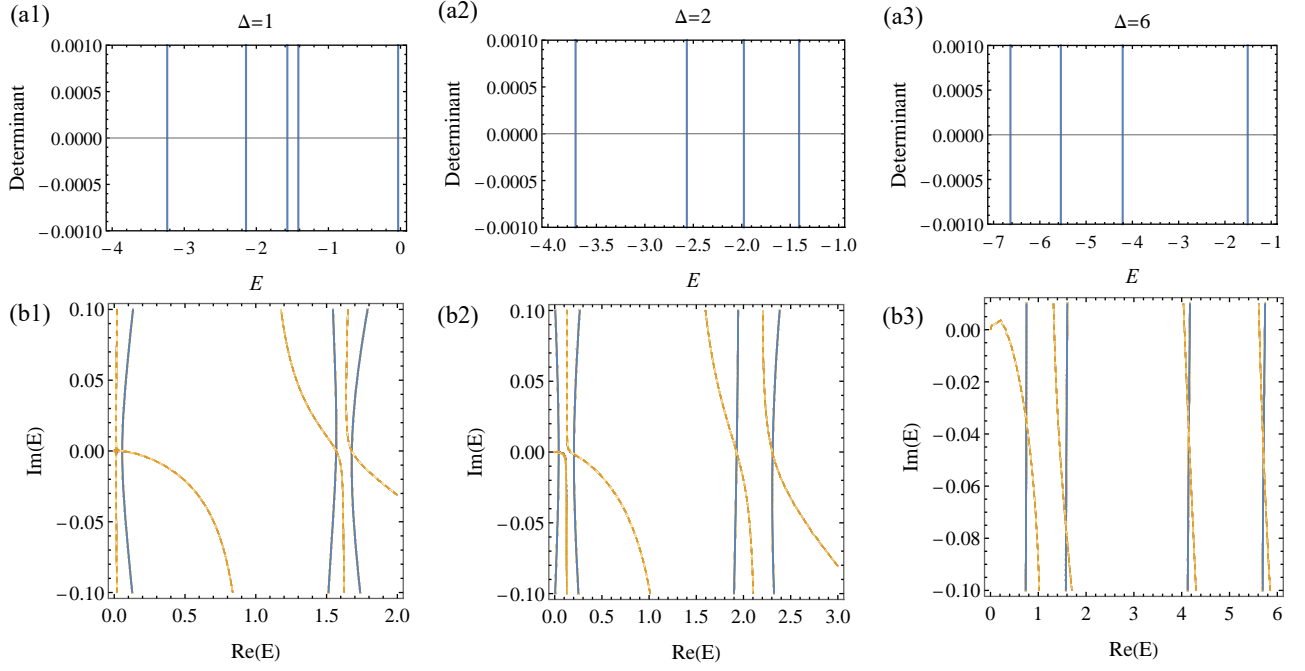 (a1) Δ=1
Determinant
0.0010
0.0005
0.0000
−0.0005
−0.0010
−4 −3 −2 −1 0
E
(a2) Δ=2
Determinant
0.0010
0.0005
0.0000
−0.0005
−0.0010
−4.0 −3.5 −3.0 −2.5 −2.0 −1.5 −1.0
E
(a3) Δ=6
Determinant
0.0010
0.0005
0.0000
−0.0005
−0.0010
−7 −6 −5 −4 −3 −2 −1
E
(b1)
Im(E)
0.10
0.05
0.00
−0.05
−0.10
0.0 0.5 1.0 1.5 2.0
Re(E)
(b2)
Im(E)
0.10
0.05
0.00
−0.05
−0.10
0.0 0.5 1.0 1.5 2.0 2.5 3.0
Re(E)
(b3)
Im(E)
0.00
−0.02
−0.04
−0.06
−0.08
−0.10
0 1 2 3 4 5 6
Re(E)